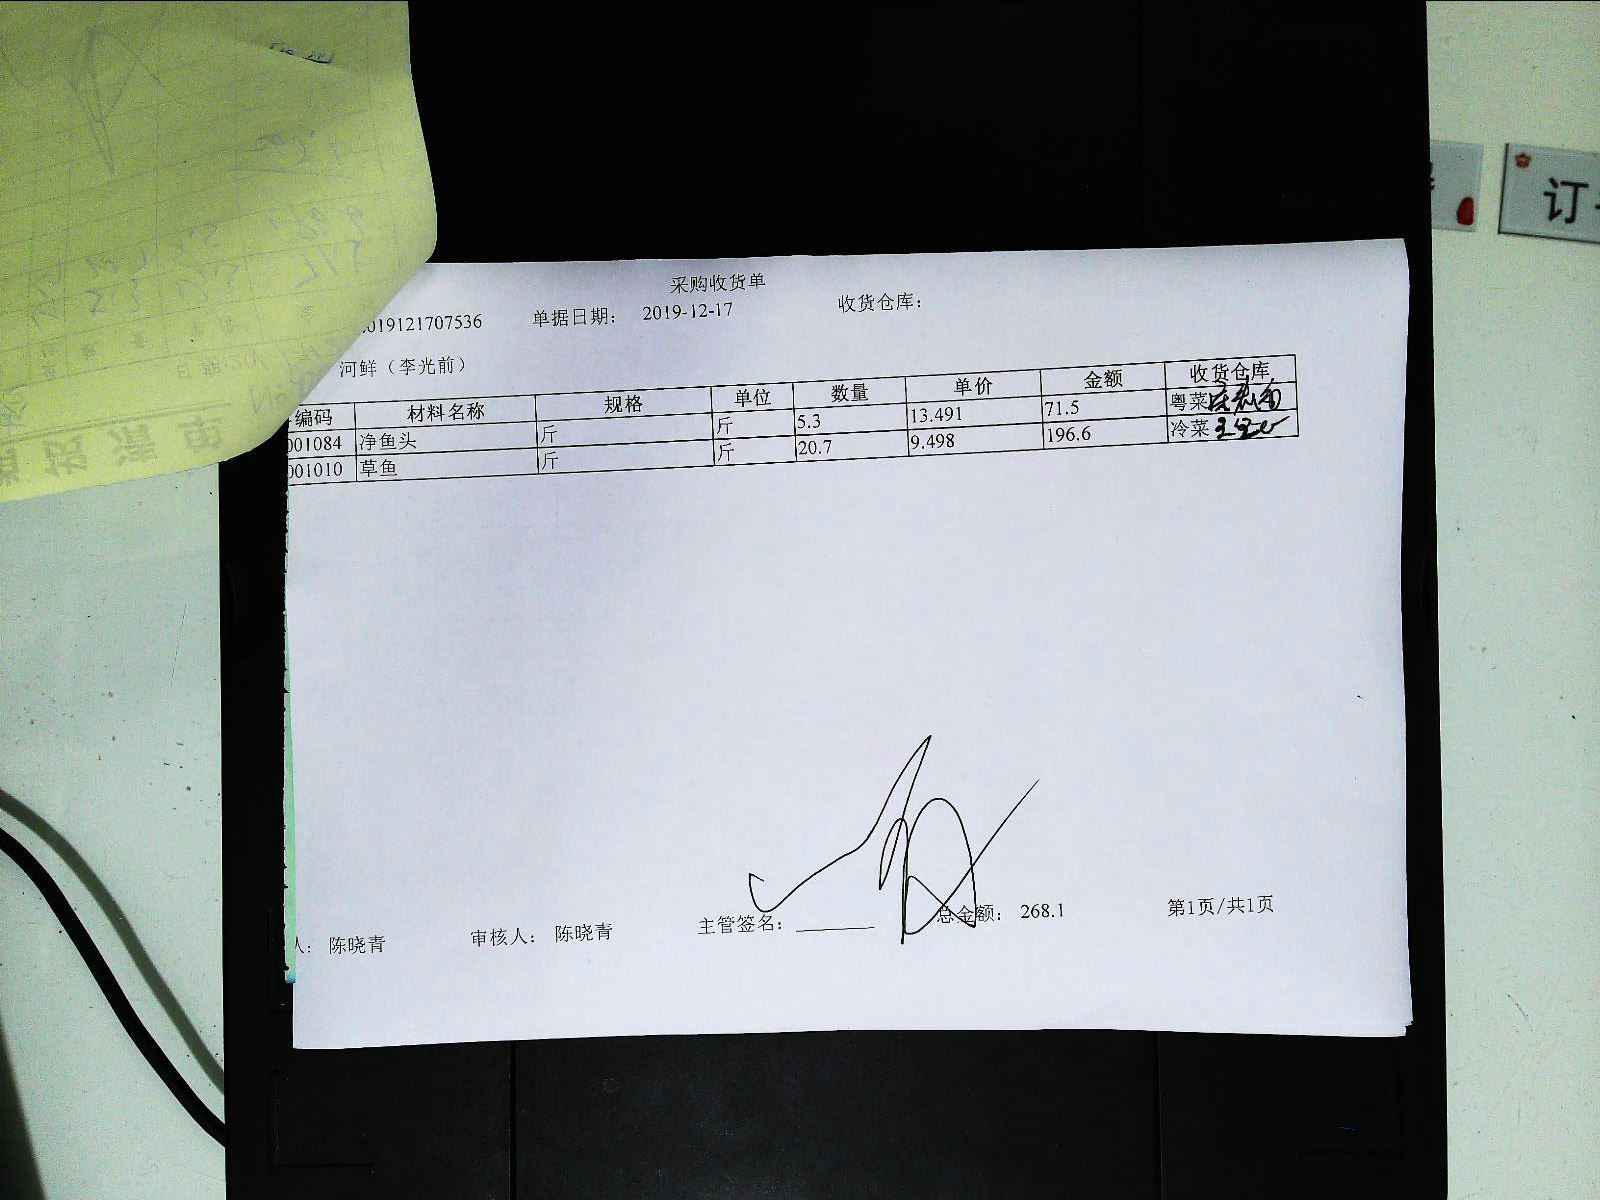 采购收货单
019121707536 单据日期: 2019-12-17 收货仓库:
河鲜(李光前)
编码 材料名称 规格 单位 数量 单价 金额 收货仓库
001084 净鱼头 斤 斤 5.3 13.491 71.5 粤菜
001010 草鱼 斤 斤 20.7 9.498 196.6 冷菜
人: 陈晓青 审核人: 陈晓青 主管签名: 总金额: 268.1 第1页/共1页
订